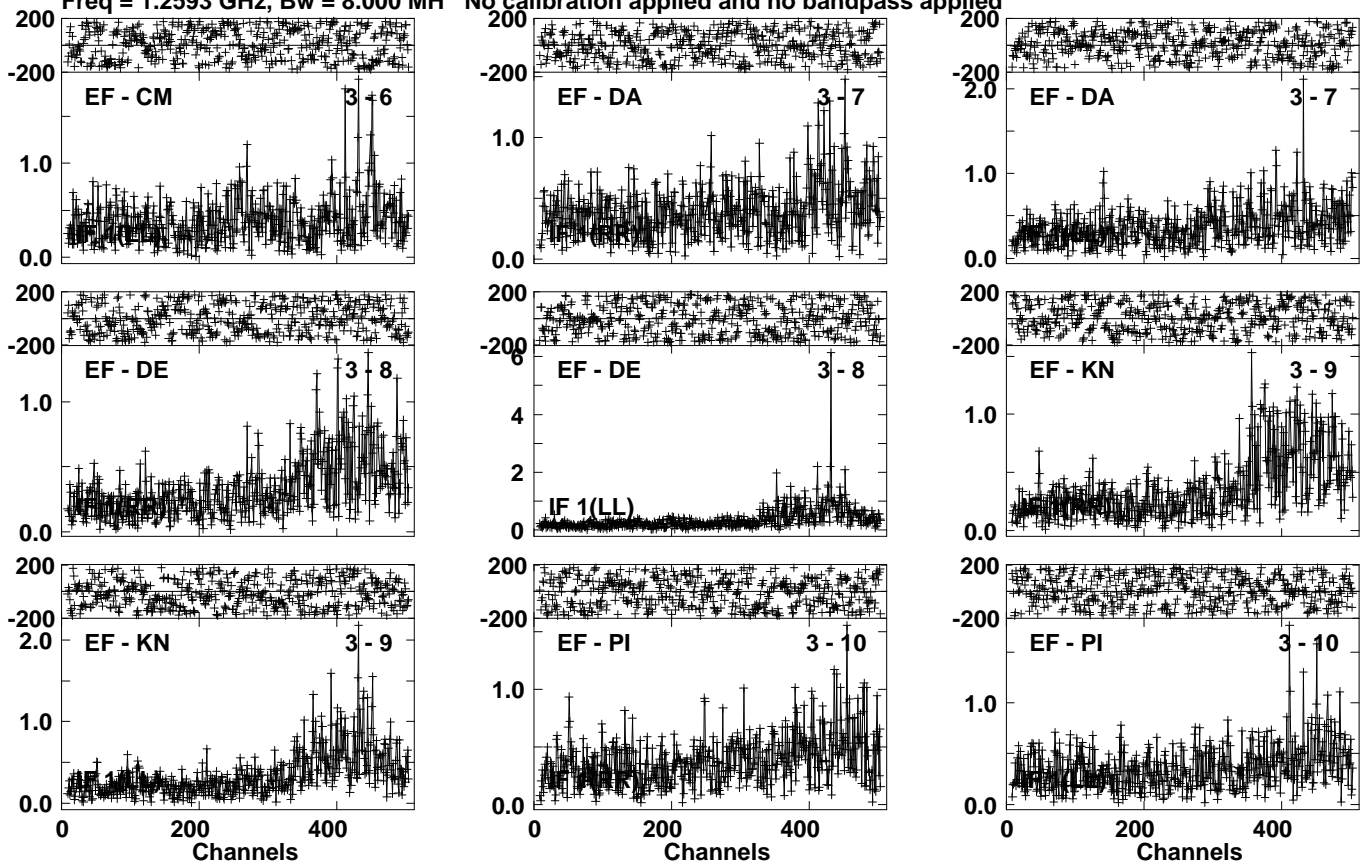 Freq = 1.2593 GHz, Bw = 8.000 MH No calibration applied and no bandpass applied
200 200 200
-200 -200 -200
EF - CM 3 - 6 EF - DA 3 - 7 EF - DA 3 - 7
2.0
1.0 1.0 1.0
0.0 0.0 0.0
200 200 200
-200 -200 -200
EF - DE 3 - 8 EF - DE 3 - 8 EF - KN 3 - 9
6
1.0 4 1.0
2
IF 1(LL)
0.0 0 0.0
200 200 200
-200 -200 -200
EF - KN 3 - 9 EF - PI 3 - 10 EF - PI 3 - 10
2.0
1.0 1.0 1.0
0.0 0.0 0.0
0 200 400 0 200 400 0 200 400
Channels Channels Channels